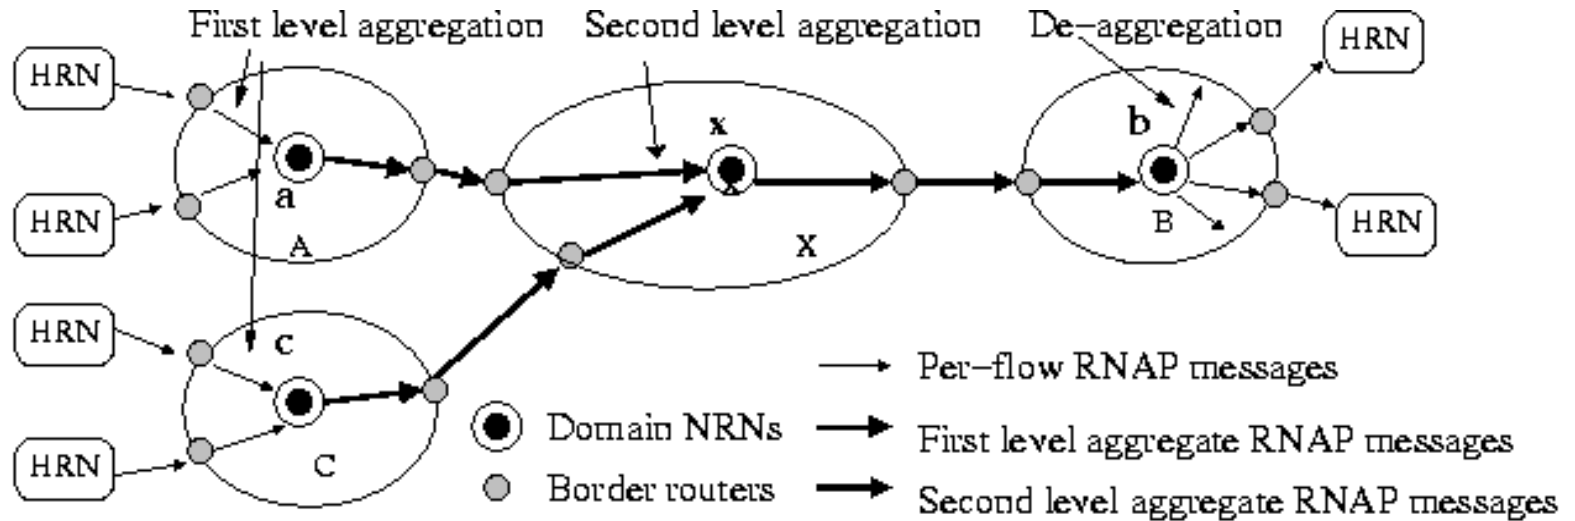 First level aggregation
Second level aggregation
De-aggregation
HRN
HRN
HRN
HRN
HRN
HRN
a
A
x
x
X
b
B
c
C
Per-flow RNAP messages
Domain NRNs
First level aggregate RNAP messages
Border routers
Second level aggregate RNAP messages